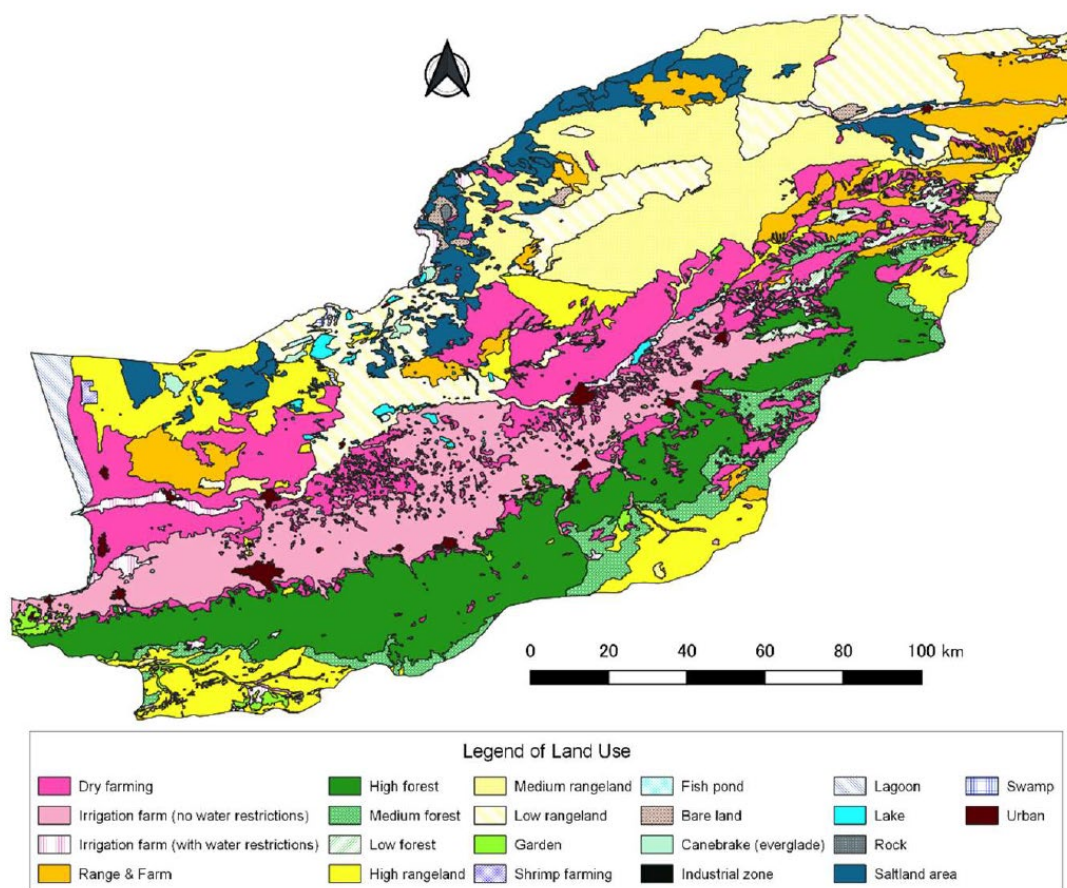 0 20 40 60 80 100 km
Legend of Land Use
Dry farming High forest Medium rangeland Fish pond Lagoon Swamp
Irrigation farm (no water restrictions) Medium forest Low rangeland Bare land Lake Urban
Irrigation farm (with water restrictions) Low forest Garden Canebrake (everglade) Rock
Range & Farm High rangeland Shrimp farming Industrial zone Saltland area